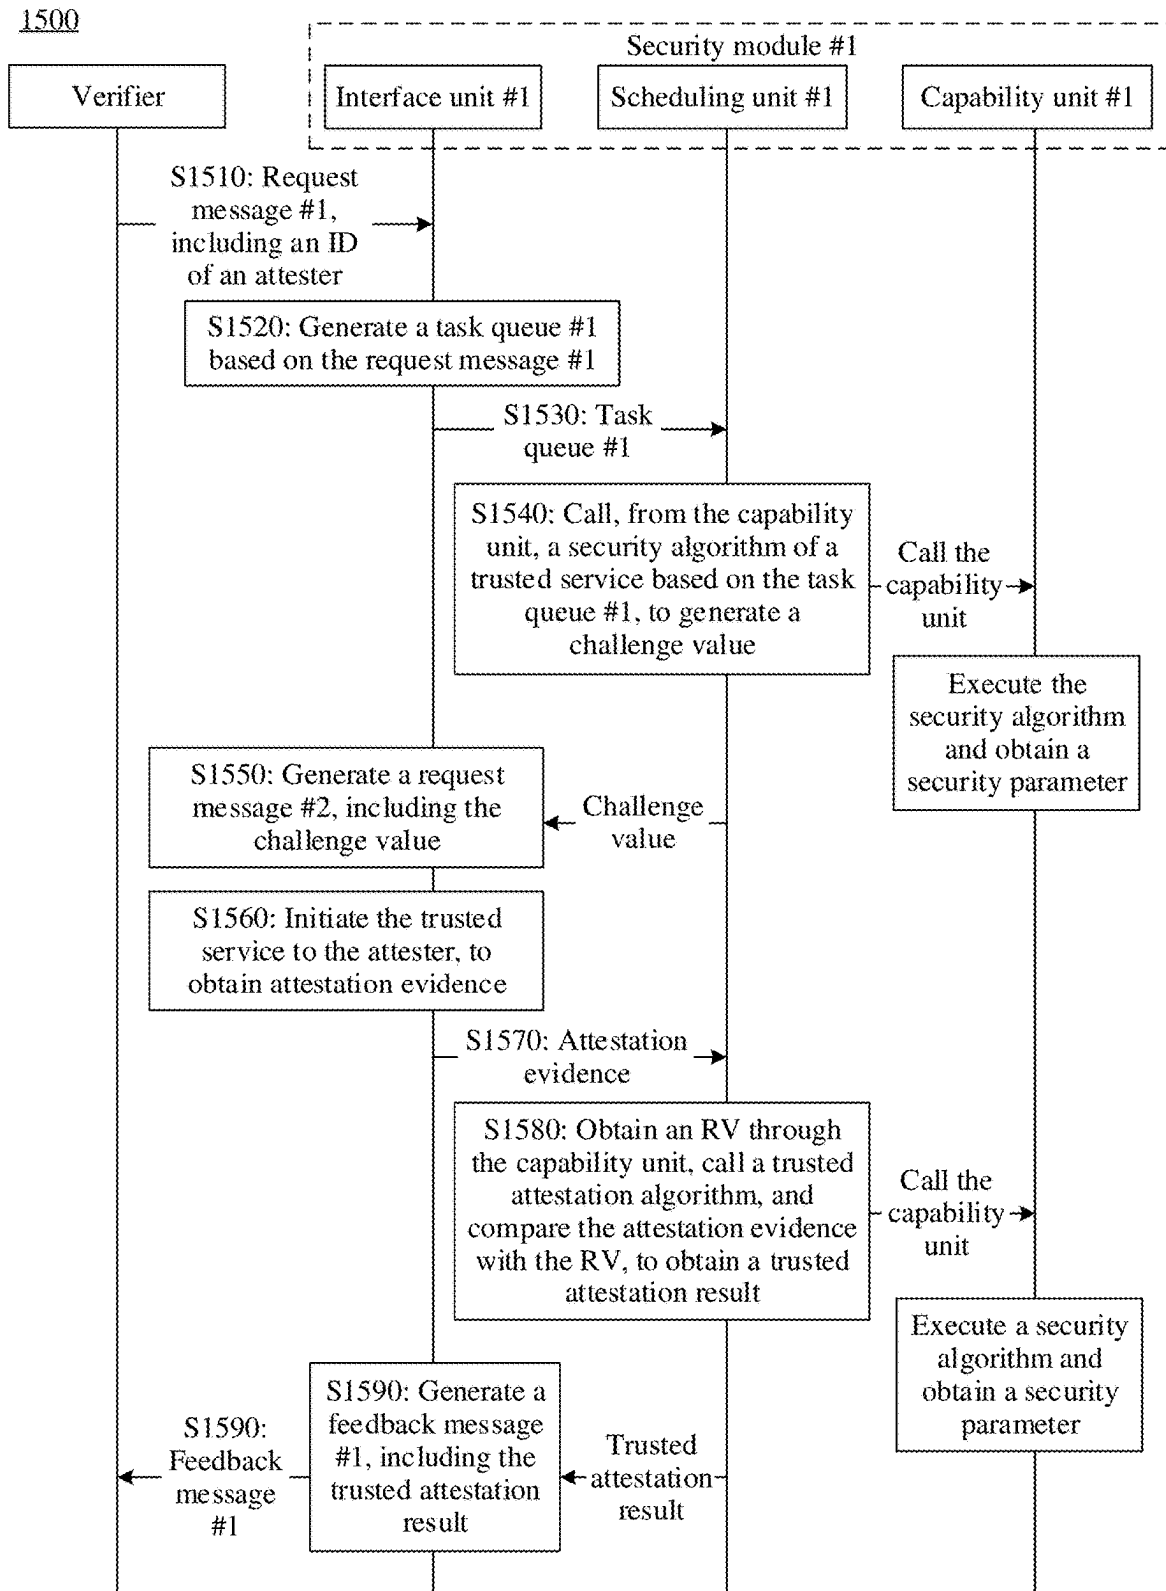 1500
Security module #1
Verifier
Interface unit #1
Scheduling unit #1
Capability unit #1
S1510: Request
message #1,
including an ID
of an attester
S1520: Generate a task queue #1
based on the request message #1
S1530: Task
queue #1
S1540: Call, from the capability
unit, a security algorithm of a
trusted service based on the task
queue #1, to generate a
challenge value
Call the
capability
unit
Execute the
security algorithm
and obtain a
security parameter
S1550: Generate a request
message #2, including the
challenge value
Challenge
value
S1560: Initiate the trusted
service to the attester, to
obtain attestation evidence
S1570: Attestation
evidence
S1580: Obtain an RV through
the capability unit, call a trusted
attestation algorithm, and
compare the attestation evidence
with the RV, to obtain a trusted
attestation result
Call the
capability
unit
Execute a security
algorithm and
obtain a security
parameter
S1590: Generate a
feedback message
#1, including the
trusted attestation
result
Trusted
attestation
result
S1590:
Feedback
message
#1